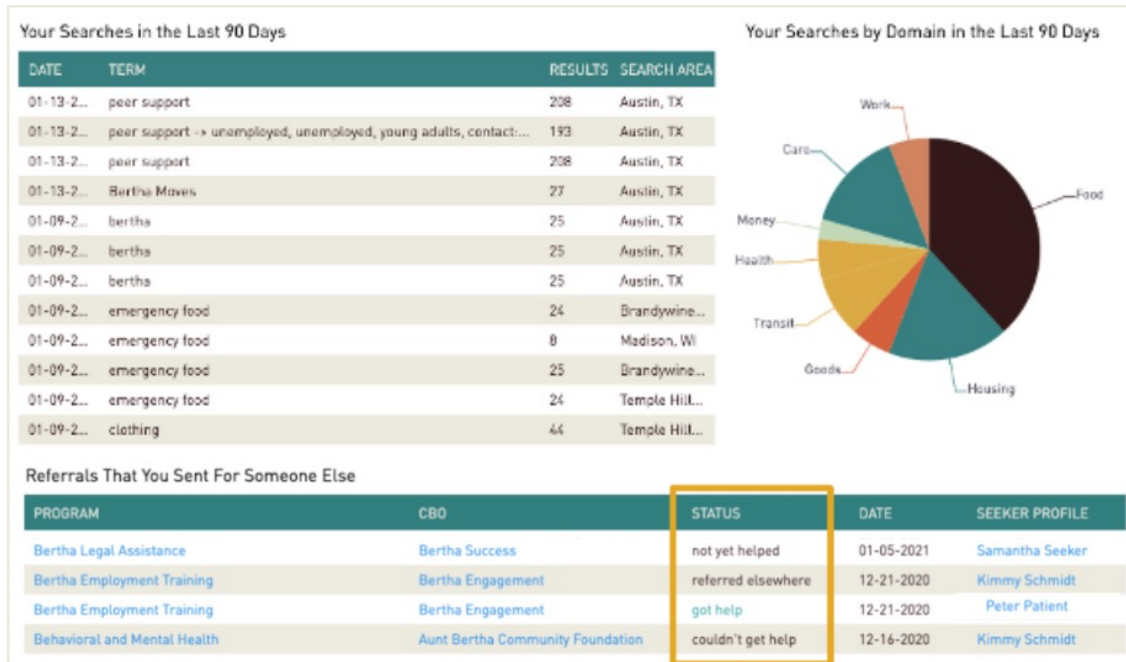 Your Searches in the Last 90 Days
DATE TERM RESULTS SEARCH AREA
01-13-2... peer support 208 Austin, TX
01-13-2... peer support -> unemployed, unemployed, young adults, contact:... 193 Austin, TX
01-13-2... peer support 208 Austin, TX
01-13-2... Bertha Moves 27 Austin, TX
01-09-2... bertha 25 Austin, TX
01-09-2... bertha 25 Austin, TX
01-09-2... bertha 25 Austin, TX
01-09-2... emergency food 24 Brandywine...
01-09-2... emergency food 8 Madison, WI
01-09-2... emergency food 25 Brandywine...
01-09-2... emergency food 24 Temple Hill...
01-09-2... clothing 44 Temple Hill...
Your Searches by Domain in the Last 90 Days
Work
Care
Food
Money
Health
Transit
Goods
Housing
Referrals That You Sent For Someone Else
PROGRAM CBO STATUS DATE SEEKER PROFILE
Bertha Legal Assistance Bertha Success not yet helped 01-05-2021 Samantha Seeker
Bertha Employment Training Bertha Engagement referred elsewhere 12-21-2020 Kimmy Schmidt
Bertha Employment Training Bertha Engagement got help 12-21-2020 Peter Patient
Behavioral and Mental Health Aunt Bertha Community Foundation couldn't get help 12-16-2020 Kimmy Schmidt